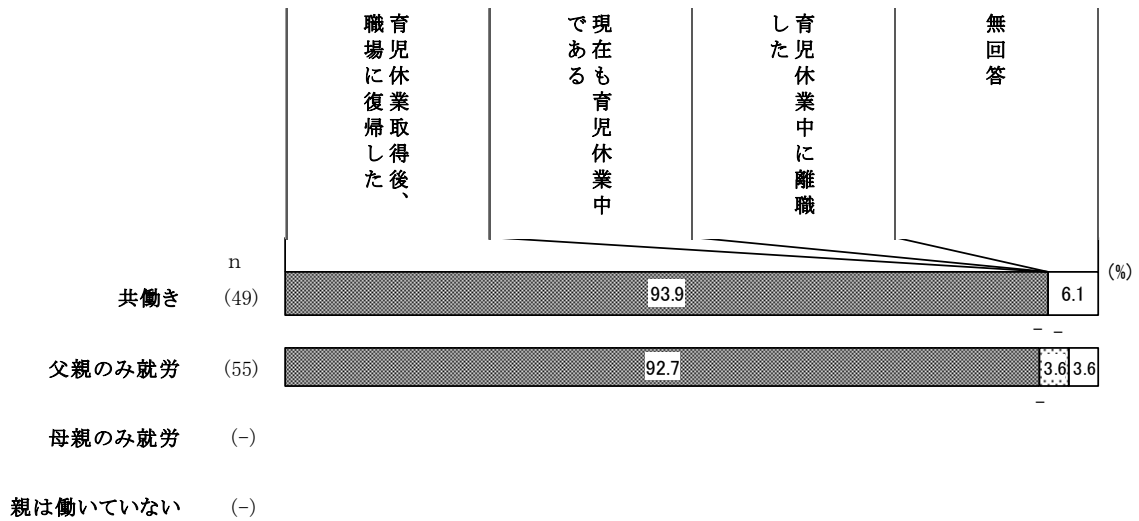 育児休業取得後、
職場に復帰した
現在も育児休業中
である
育児休業中に離職
した
無回答
n
(%)
共働き (49) 93.9 6.1
– –
父親のみ就労 (55) 92.7 3.6 3.6
–
母親のみ就労 (–)
親は働いていない (–)